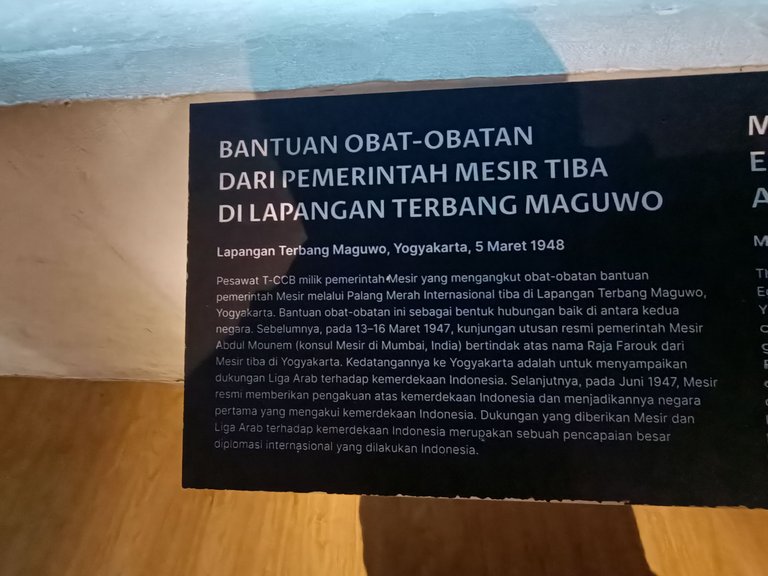 BANTUAN OBAT-OBATAN
DARI PEMERINTAH MESIR TIBA
DI LAPANGAN TERBANG MAGUWO
Lapangan Terbang Maguwo, Yogyakarta, 5 Maret 1948
Pesawat T-CCB milik pemerintah Mesir yang mengangkut obat-obatan bantuan
pemerintah Mesir melalui Palang Merah Internasional tiba di Lapangan Terbang Maguwo,
Yogyakarta. Bantuan obat-obatan ini sebagai bentuk hubungan baik di antara kedua
negara. Sebelumnya, pada 13–16 Maret 1947, kunjungan utusan resmi pemerintah Mesir
Abdul Mounem (konsul Mesir di Mumbai, India) bertindak atas nama Raja Farouk dari
Mesir tiba di Yogyakarta. Kedatangannya ke Yogyakarta adalah untuk menyampaikan
dukungan Liga Arab terhadap kemerdekaan Indonesia. Selanjutnya, pada Juni 1947, Mesir
resmi memberikan pengakuan atas kemerdekaan Indonesia dan menjadikannya negara
pertama yang mengakui kemerdekaan Indonesia. Dukungan yang diberikan Mesir dan
Liga Arab terhadap kemerdekaan Indonesia merupakan sebuah pencapaian besar
diplomasi internasional yang dilakukan Indonesia.